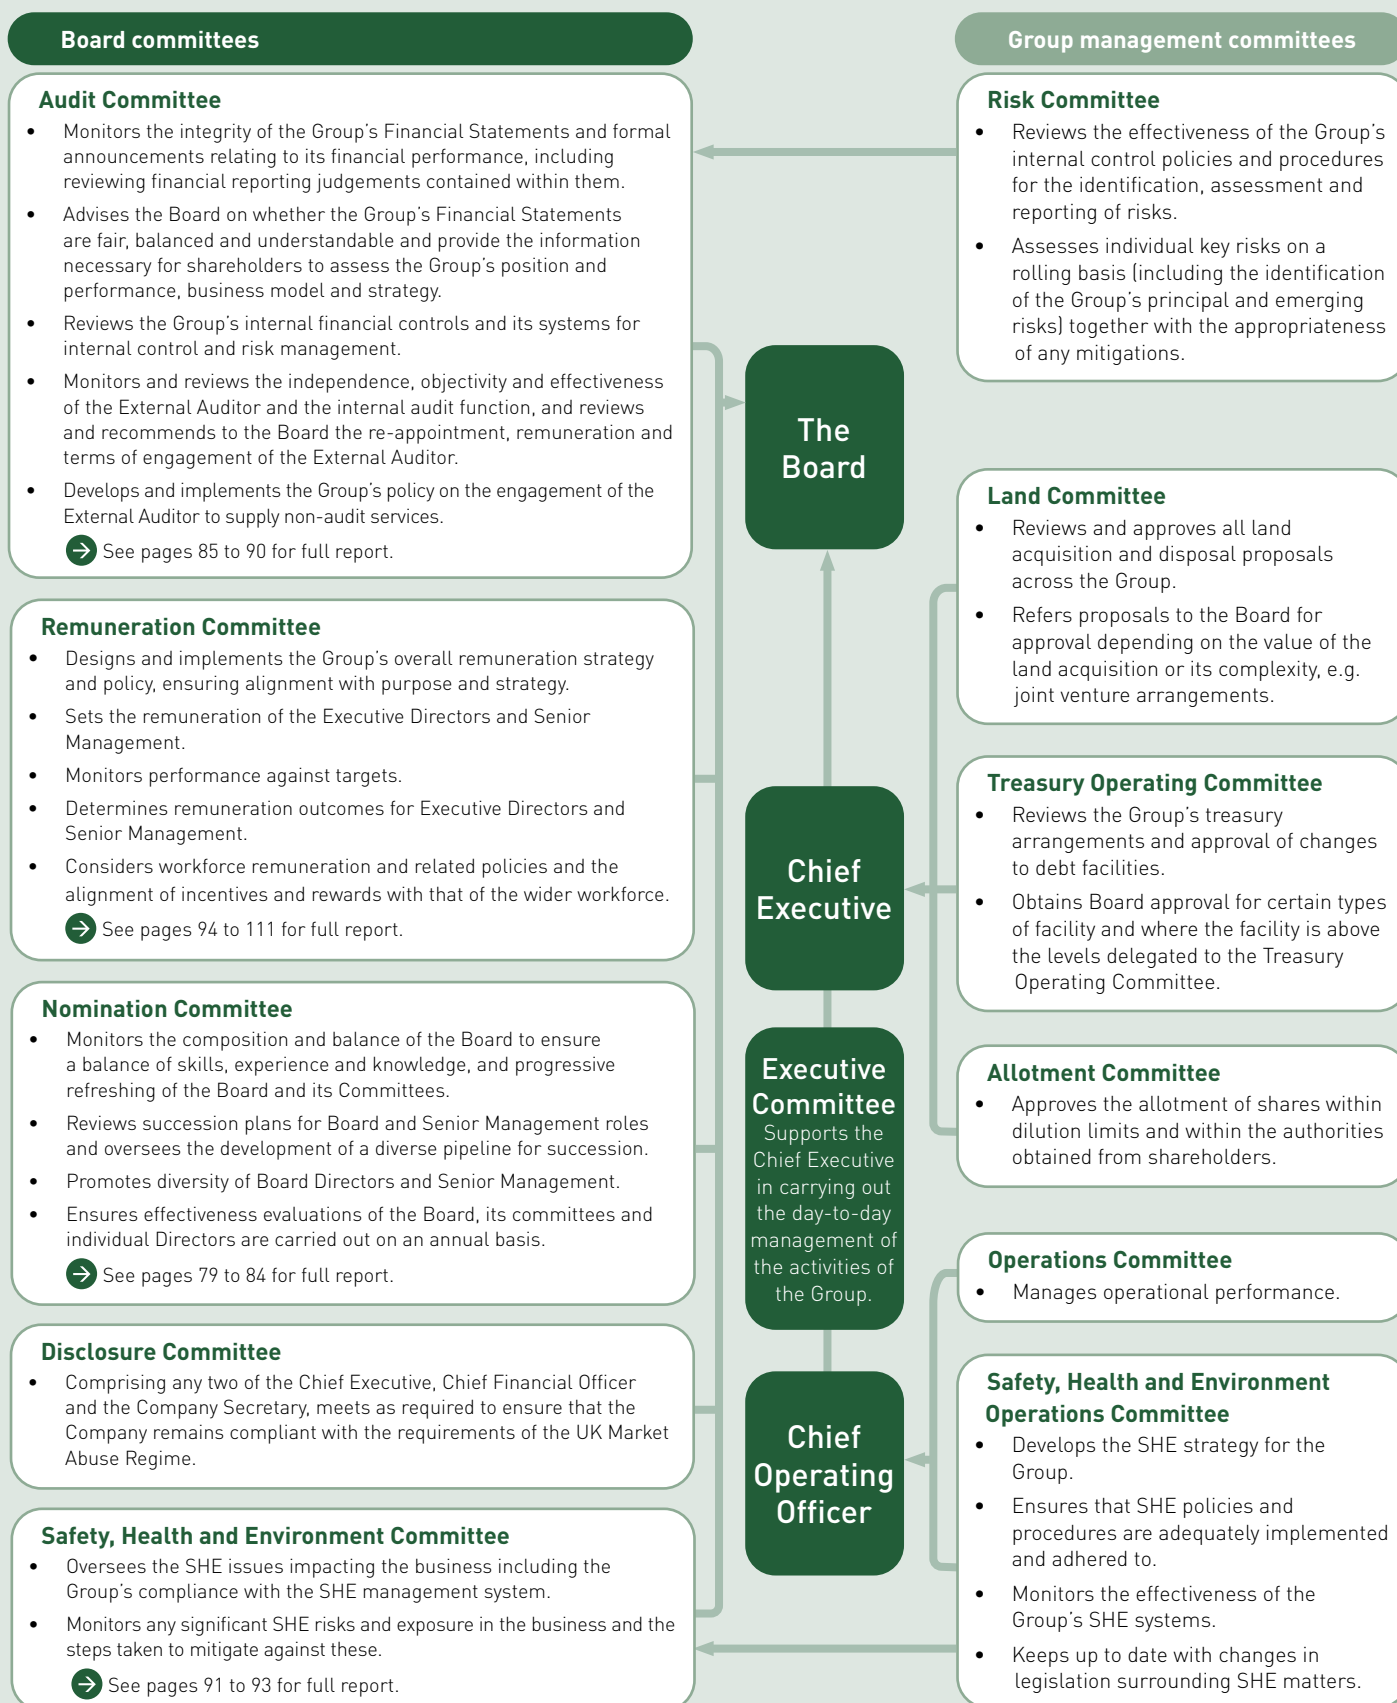 Board committees
Audit Committee
• Monitors the integrity of the Group's Financial Statements and formal
announcements relating to its financial performance, including
reviewing financial reporting judgements contained within them.
• Advises the Board on whether the Group's Financial Statements
are fair, balanced and understandable and provide the information
necessary for shareholders to assess the Group's position and
performance, business model and strategy.
• Reviews the Group's internal financial controls and its systems for
internal control and risk management.
• Monitors and reviews the independence, objectivity and effectiveness
of the External Auditor and the internal audit function, and reviews
and recommends to the Board the re-appointment, remuneration and
terms of engagement of the External Auditor.
• Develops and implements the Group's policy on the engagement of the
External Auditor to supply non-audit services.
See pages 85 to 90 for full report.
Remuneration Committee
• Designs and implements the Group's overall remuneration strategy
and policy, ensuring alignment with purpose and strategy.
• Sets the remuneration of the Executive Directors and Senior
Management.
• Monitors performance against targets.
• Determines remuneration outcomes for Executive Directors and
Senior Management.
• Considers workforce remuneration and related policies and the
alignment of incentives and rewards with that of the wider workforce.
See pages 94 to 111 for full report.
Nomination Committee
• Monitors the composition and balance of the Board to ensure
a balance of skills, experience and knowledge, and progressive
refreshing of the Board and its Committees.
• Reviews succession plans for Board and Senior Management roles
and oversees the development of a diverse pipeline for succession.
• Promotes diversity of Board Directors and Senior Management.
• Ensures effectiveness evaluations of the Board, its committees and
individual Directors are carried out on an annual basis.
See pages 79 to 84 for full report.
Disclosure Committee
• Comprising any two of the Chief Executive, Chief Financial Officer
and the Company Secretary, meets as required to ensure that the
Company remains compliant with the requirements of the UK Market
Abuse Regime.
Safety, Health and Environment Committee
• Oversees the SHE issues impacting the business including the
Group's compliance with the SHE management system.
• Monitors any significant SHE risks and exposure in the business and the
steps taken to mitigate against these.
See pages 91 to 93 for full report.
The
Board
Chief
Executive
Executive
Committee
Supports the
Chief Executive
in carrying out
the day-to-day
management of
the activities of
the Group.
Chief
Operating
Officer
Group management committees
Risk Committee
• Reviews the effectiveness of the Group's
internal control policies and procedures
for the identification, assessment and
reporting of risks.
• Assesses individual key risks on a
rolling basis (including the identification
of the Group's principal and emerging
risks) together with the appropriateness
of any mitigations.
Land Committee
• Reviews and approves all land
acquisition and disposal proposals
across the Group.
• Refers proposals to the Board for
approval depending on the value of the
land acquisition or its complexity, e.g.
joint venture arrangements.
Treasury Operating Committee
• Reviews the Group's treasury
arrangements and approval of changes
to debt facilities.
• Obtains Board approval for certain types
of facility and where the facility is above
the levels delegated to the Treasury
Operating Committee.
Allotment Committee
• Approves the allotment of shares within
dilution limits and within the authorities
obtained from shareholders.
Operations Committee
• Manages operational performance.
Safety, Health and Environment
Operations Committee
• Develops the SHE strategy for the
Group.
• Ensures that SHE policies and
procedures are adequately implemented
and adhered to.
• Monitors the effectiveness of the
Group's SHE systems.
• Keeps up to date with changes in
legislation surrounding SHE matters.